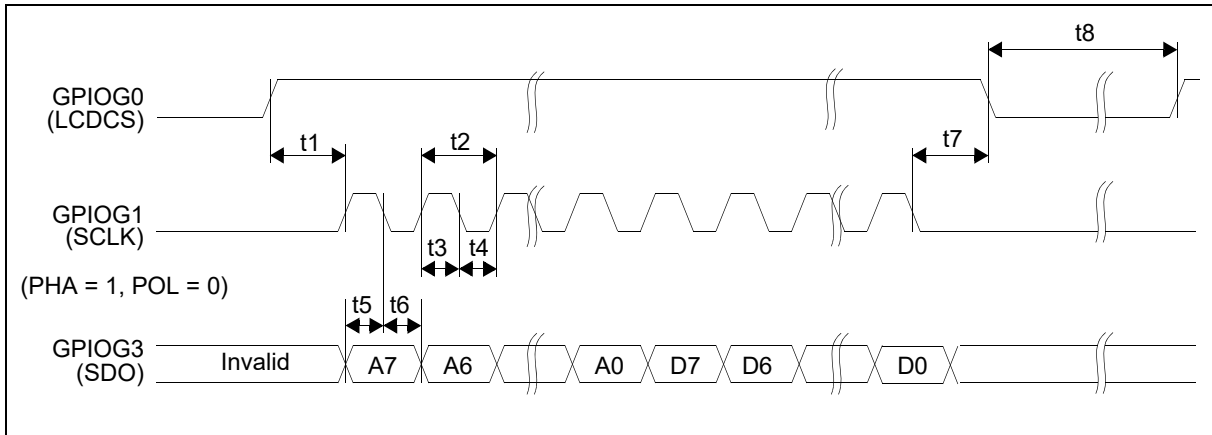 t8
GPIOG0
(LCDCS)
t1
t2
t7
GPIOG1
(SCLK)
t3
t4
(PHA = 1, POL = 0)
t5
t6
GPIOG3
(SDO)
Invalid
A7
A6
A0
D7
D6
D0